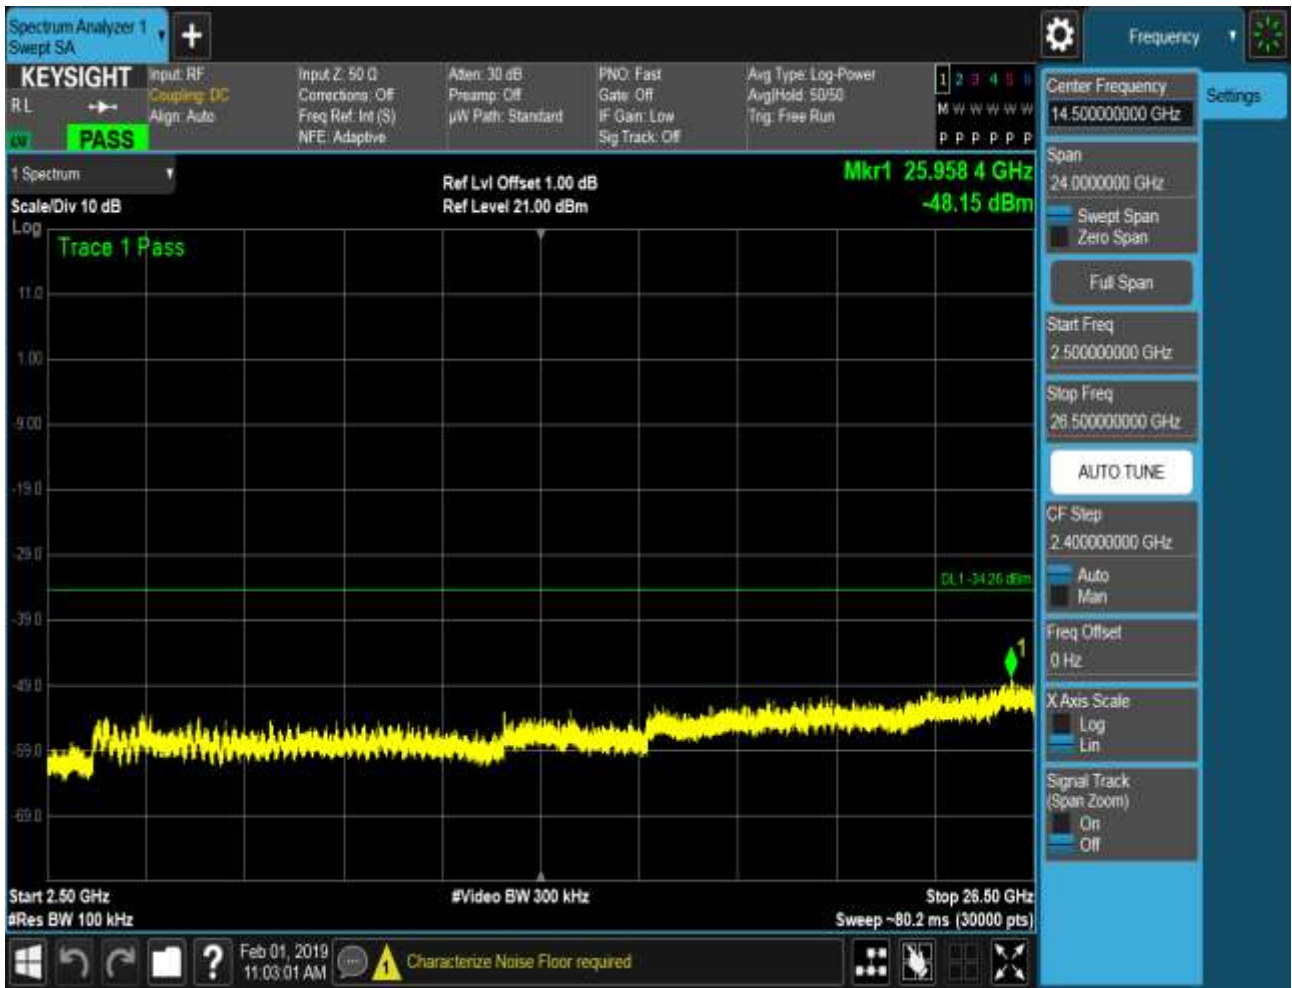 Spectrum Analyzer 1
Swept SA
+
Frequency
KEYSIGHT
R L
PASS
Input: RF
Coupling: DC
Align: Auto
Input Z: 50 Ω
Corrections: Off
Freq Ref: Int (S)
NFE: Adaptive
Atten: 30 dB
Preamp: Off
µW Path: Standard
PNO: Fast
Gate: Off
IF Gain: Low
Sig Track: Off
Avg Type: Log-Power
Avg|Hold: 50/50
Trig: Free Run
1 2 3 4 5 6
M W W W W W
P P P P P P
1 Spectrum
Scale/Div 10 dB
Ref Lvl Offset 1.00 dB
Ref Level 21.00 dBm
Mkr1 25.958 4 GHz
-48.15 dBm
Log
Trace 1 Pass
11.0
1.00
-9.00
-19.0
-29.0
DL1 -34.26 dBm
-39.0
1
-49.0
-59.0
-69.0
Start 2.50 GHz
#Video BW 300 kHz
Stop 26.50 GHz
#Res BW 100 kHz
Sweep ~80.2 ms (30000 pts)
Center Frequency
14.500000000 GHz
Settings
Span
24.0000000 GHz
Swept Span
Zero Span
Full Span
Start Freq
2.500000000 GHz
Stop Freq
26.500000000 GHz
AUTO TUNE
CF Step
2.400000000 GHz
Auto
Man
Freq Offset
0 Hz
X Axis Scale
Log
Lin
Signal Track
(Span Zoom)
On
Off
?
Feb 01, 2019
11:03:01 AM
1
Characterize Noise Floor required